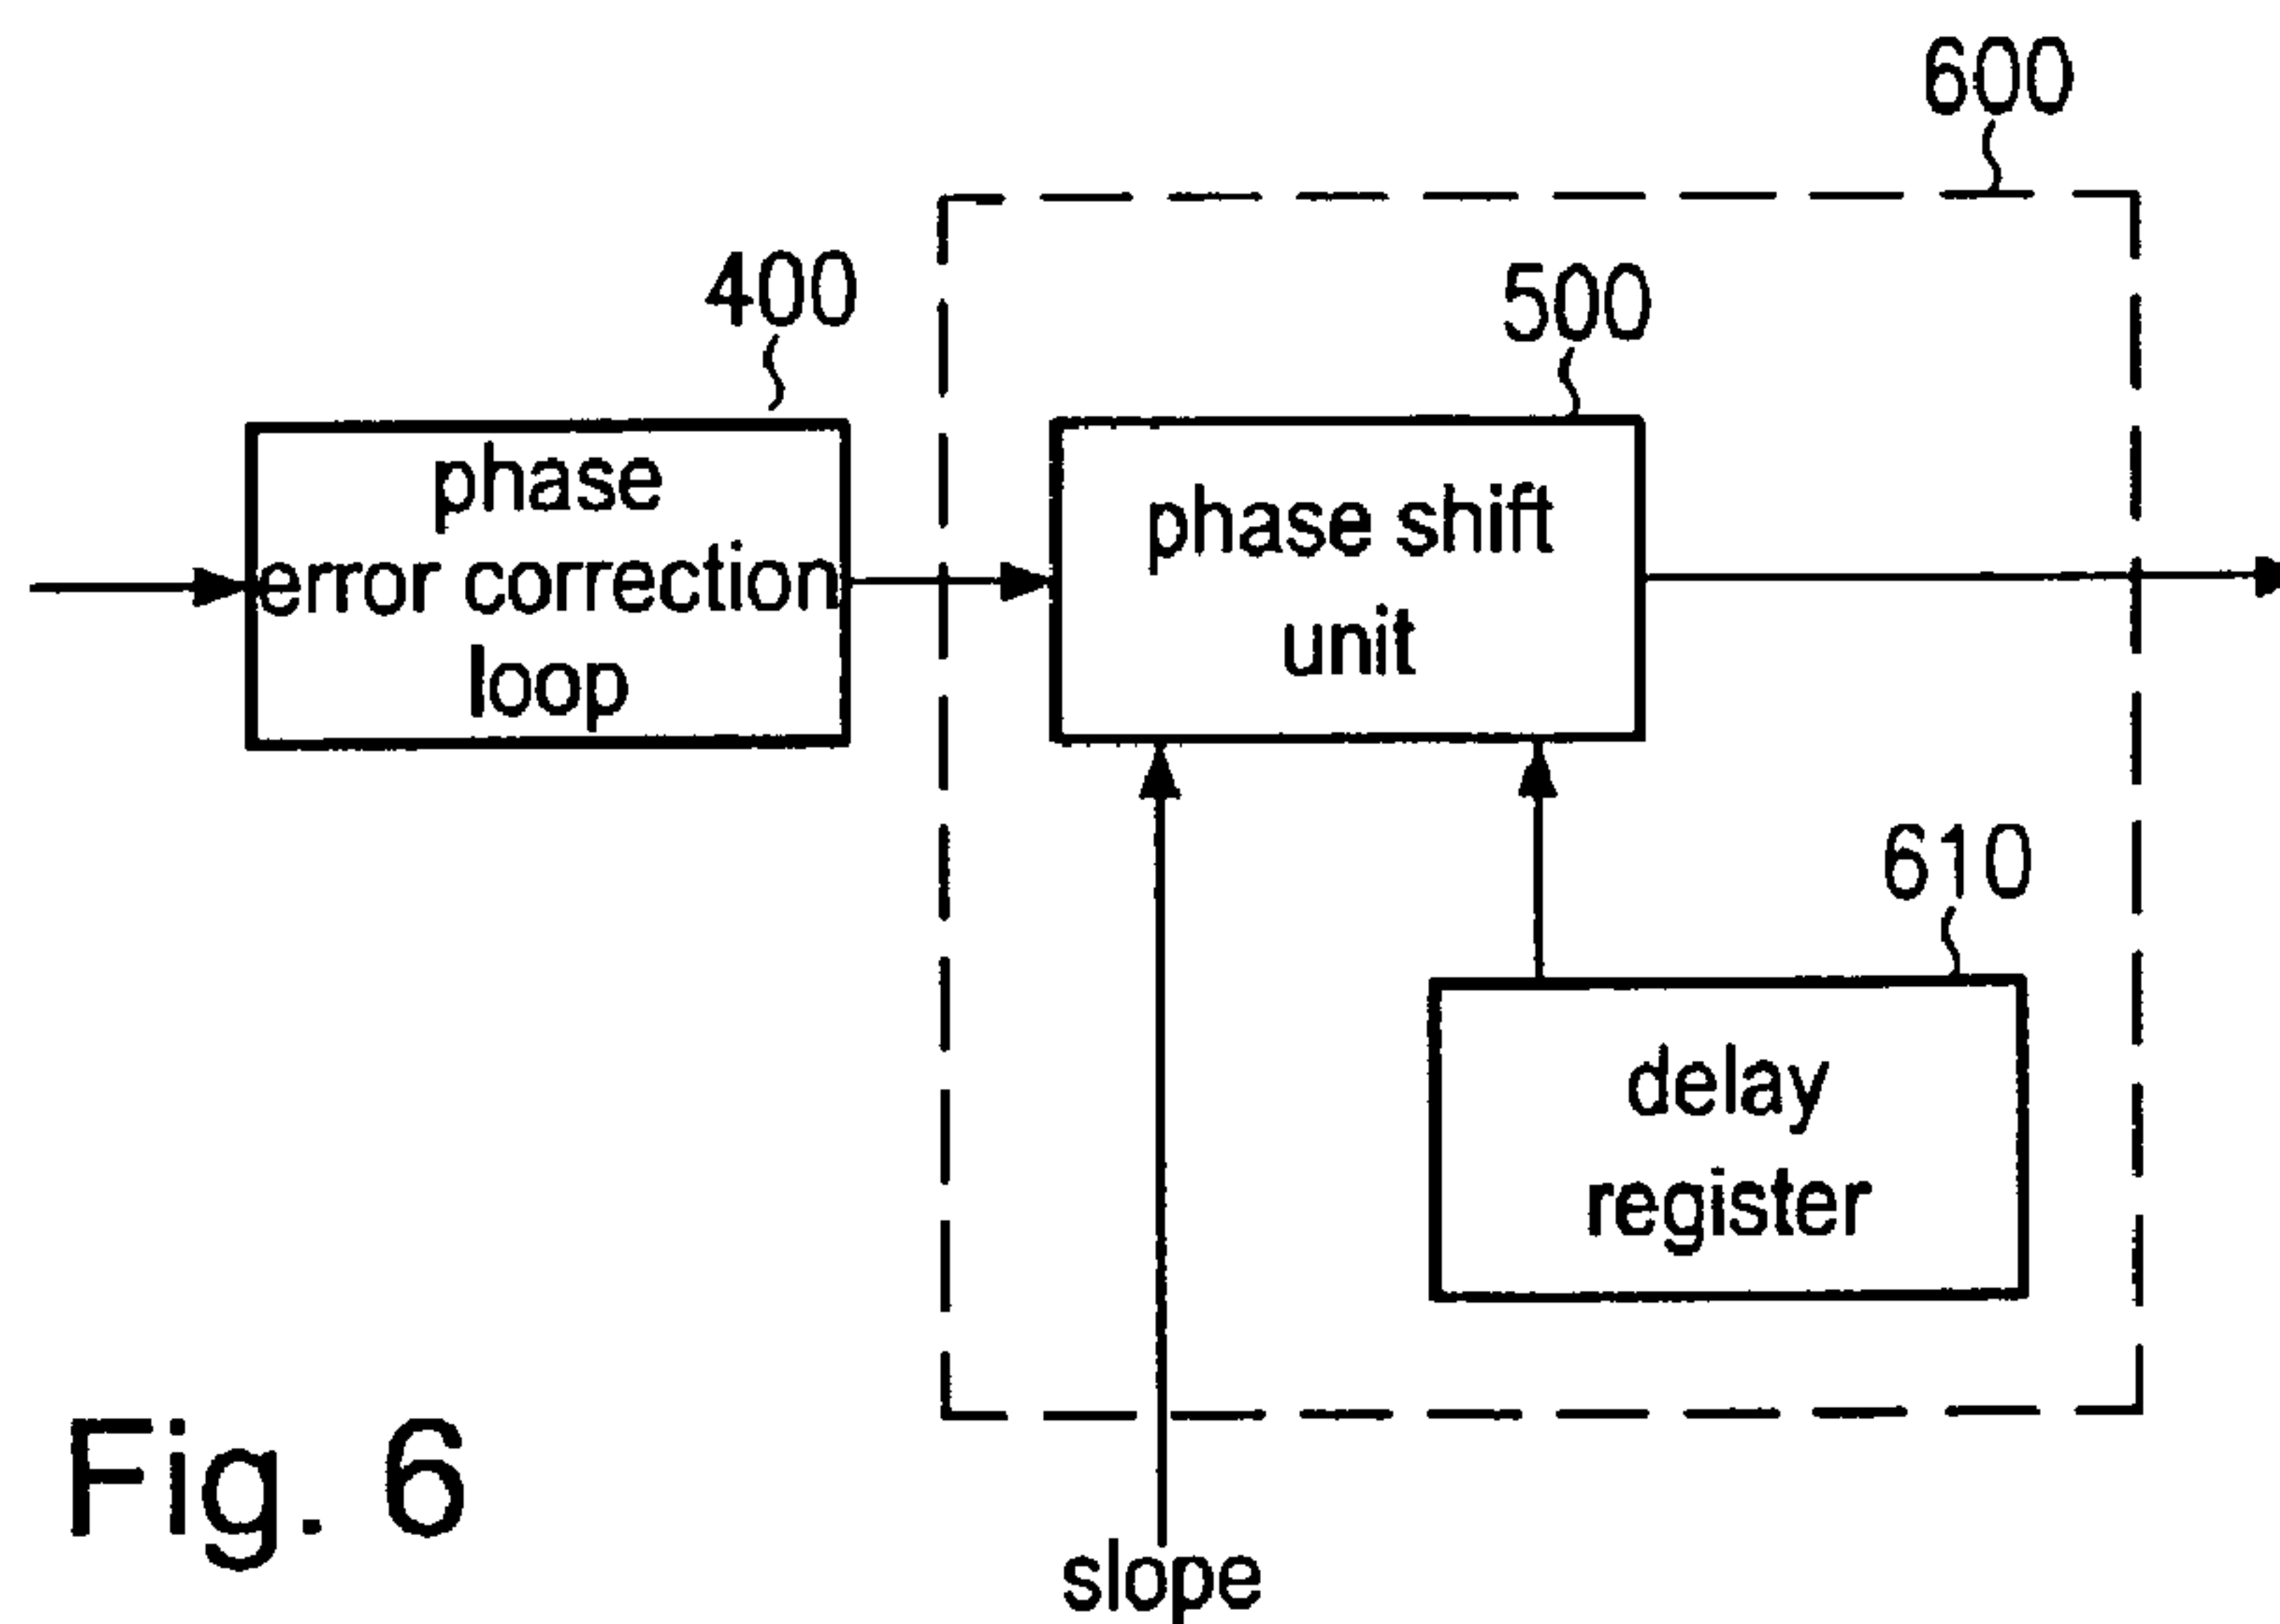 600
400
500
phase
error correction
loop
phase shift
unit
610
delay
register
Fig. 6
slope